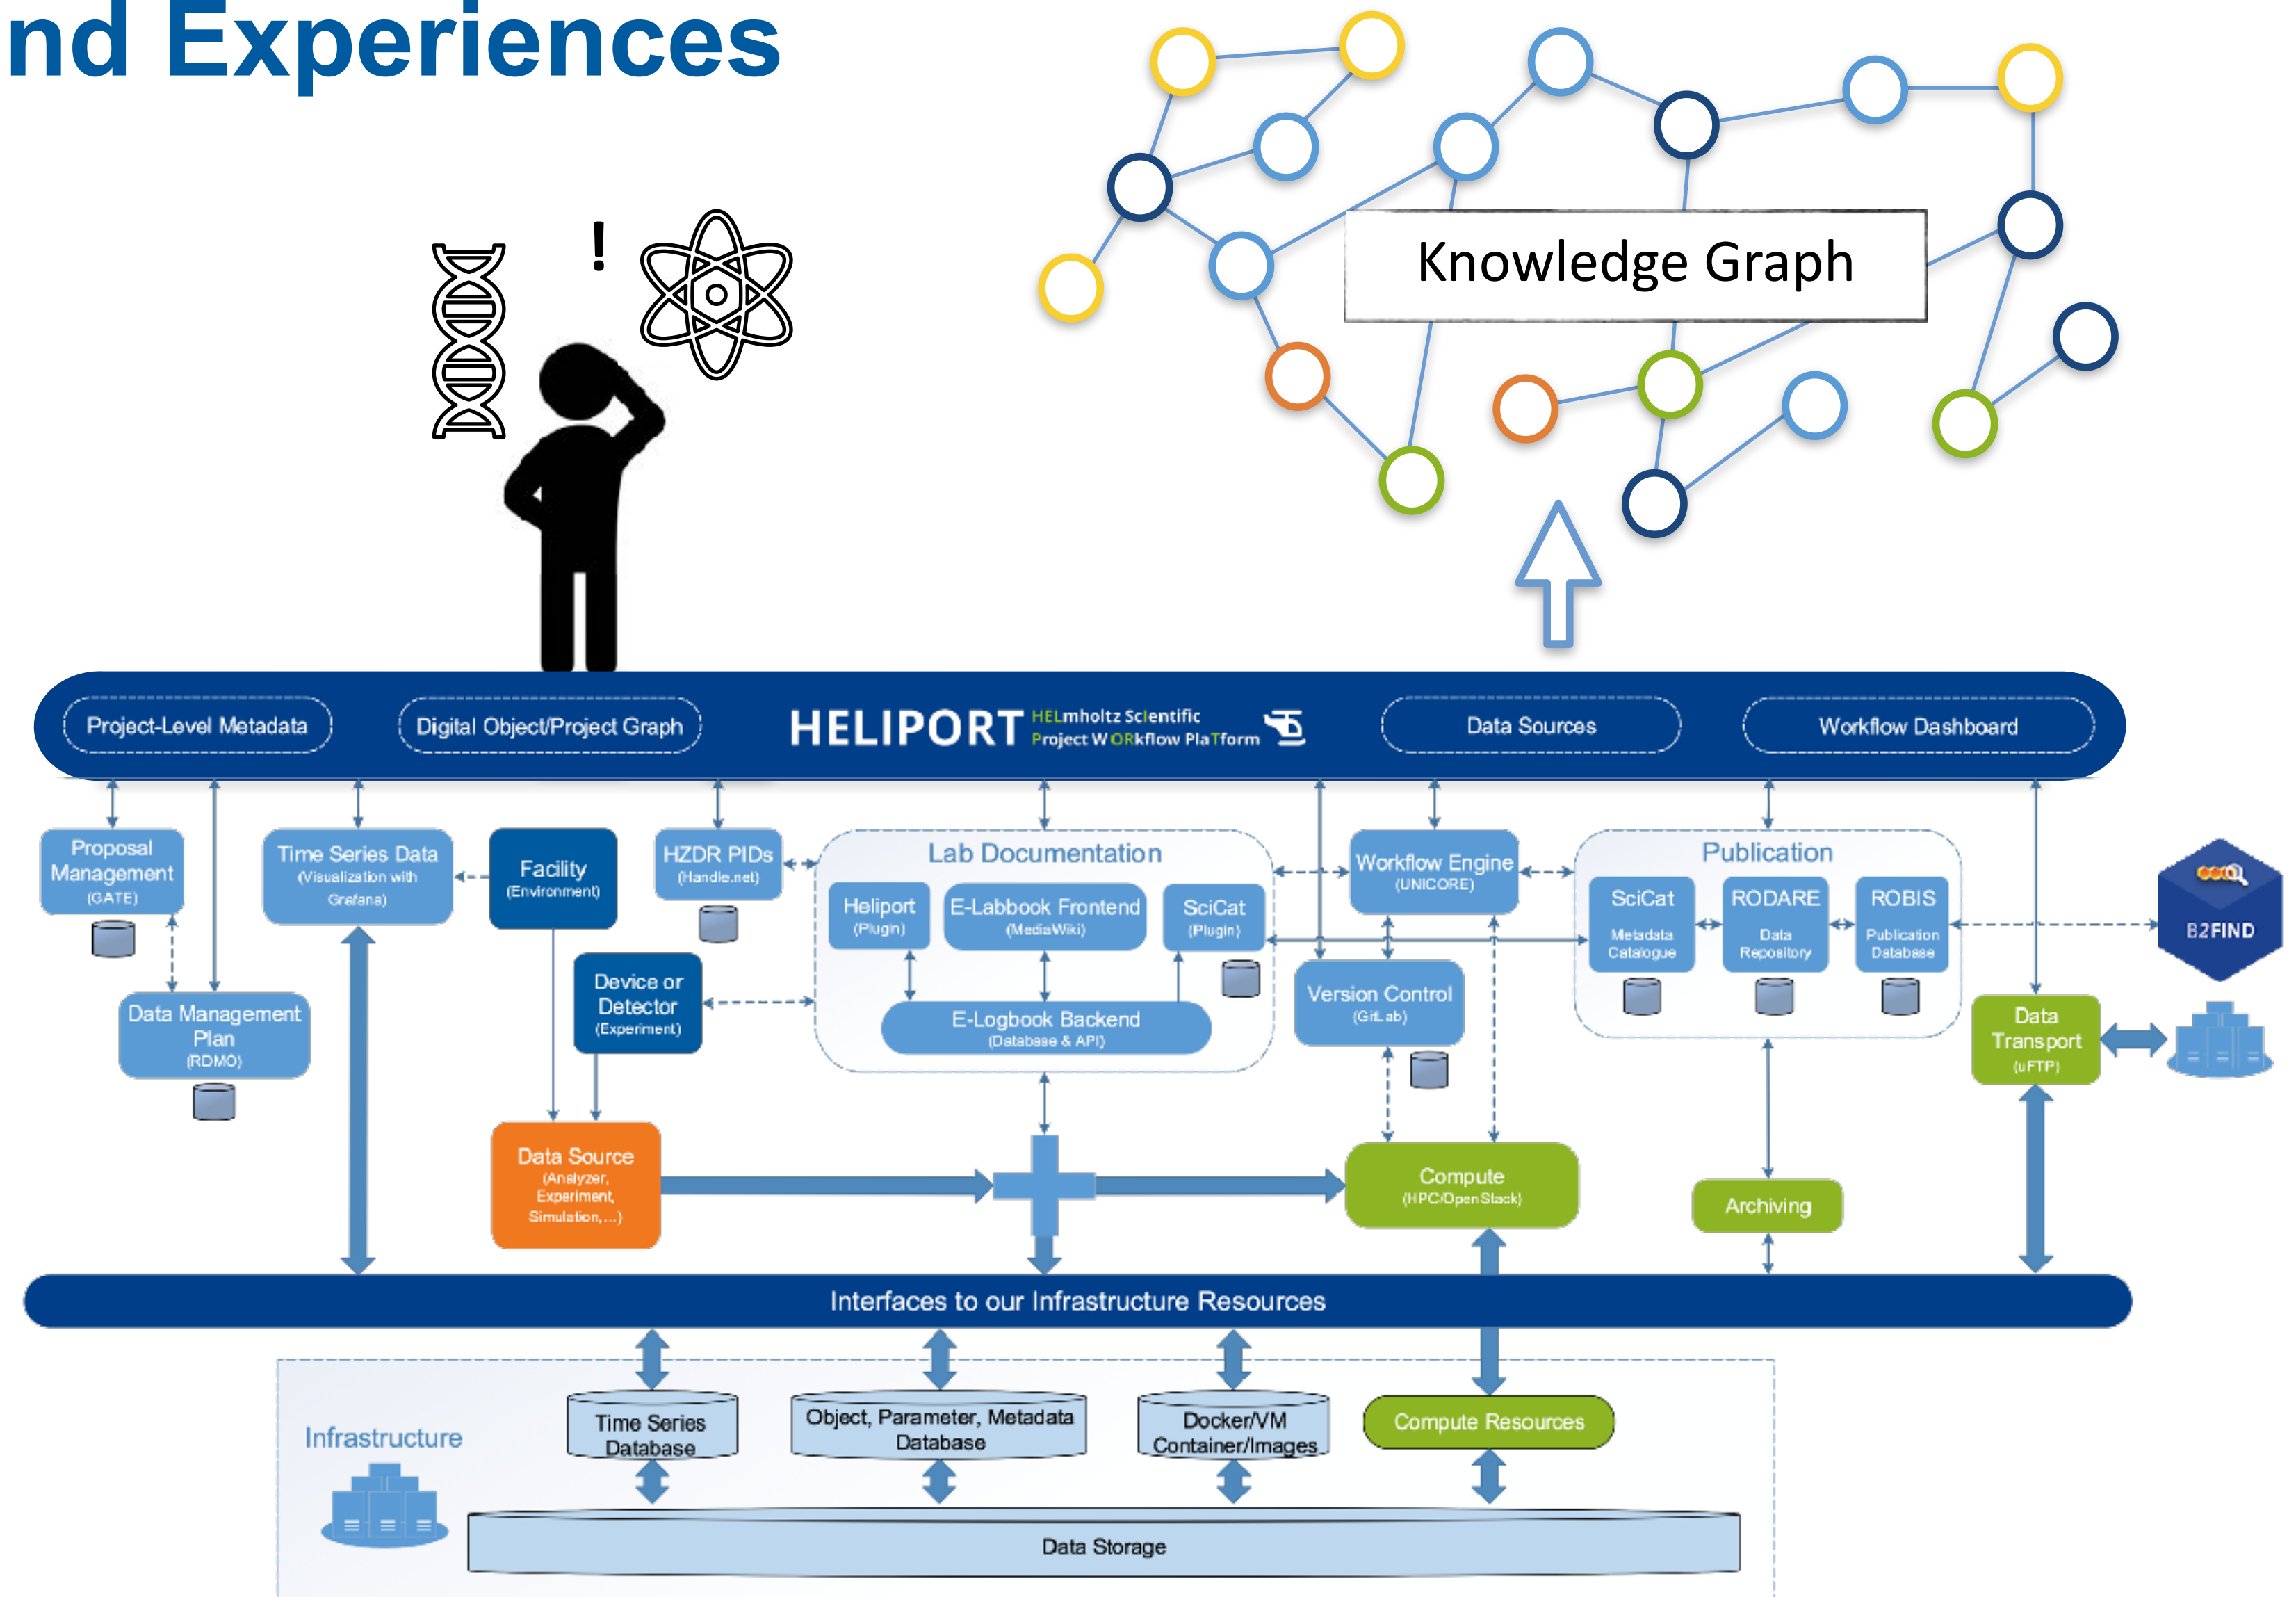 nd Experiences
!
Knowledge Graph
Project-Level Metadata
Digital Object/Project Graph
HELIPORT
HELmholtz ScIentific
Project WORkflow PlaTform
Data Sources
Workflow Dashboard
Proposal
Management
(GATE)
Data Management
Plan
(RDMO)
Time Series Data
(Visualization with
Grafana)
Facility
(Environment)
Device or
Detector
(Experiment)
HZDR PIDs
(Handle.net)
Lab Documentation
Heliport
(Plugin)
E-Labbook Frontend
(MediaWiki)
SciCat
(Plugin)
E-Logbook Backend
(Database & API)
Workflow Engine
(UNICORE)
Version Control
(GitLab)
Publication
SciCat
Metadata
Catalogue
RODARE
Data
Repository
ROBIS
Publication
Database
B2FIND
Data
Transport
(uFTP)
Data Source
(Analyzer,
Experiment,
Simulation,...)
Compute
(HPC/OpenStack)
Archiving
Interfaces to our Infrastructure Resources
Infrastructure
Time Series
Database
Object, Parameter, Metadata
Database
Docker/VM
Container/Images
Compute Resources
Data Storage